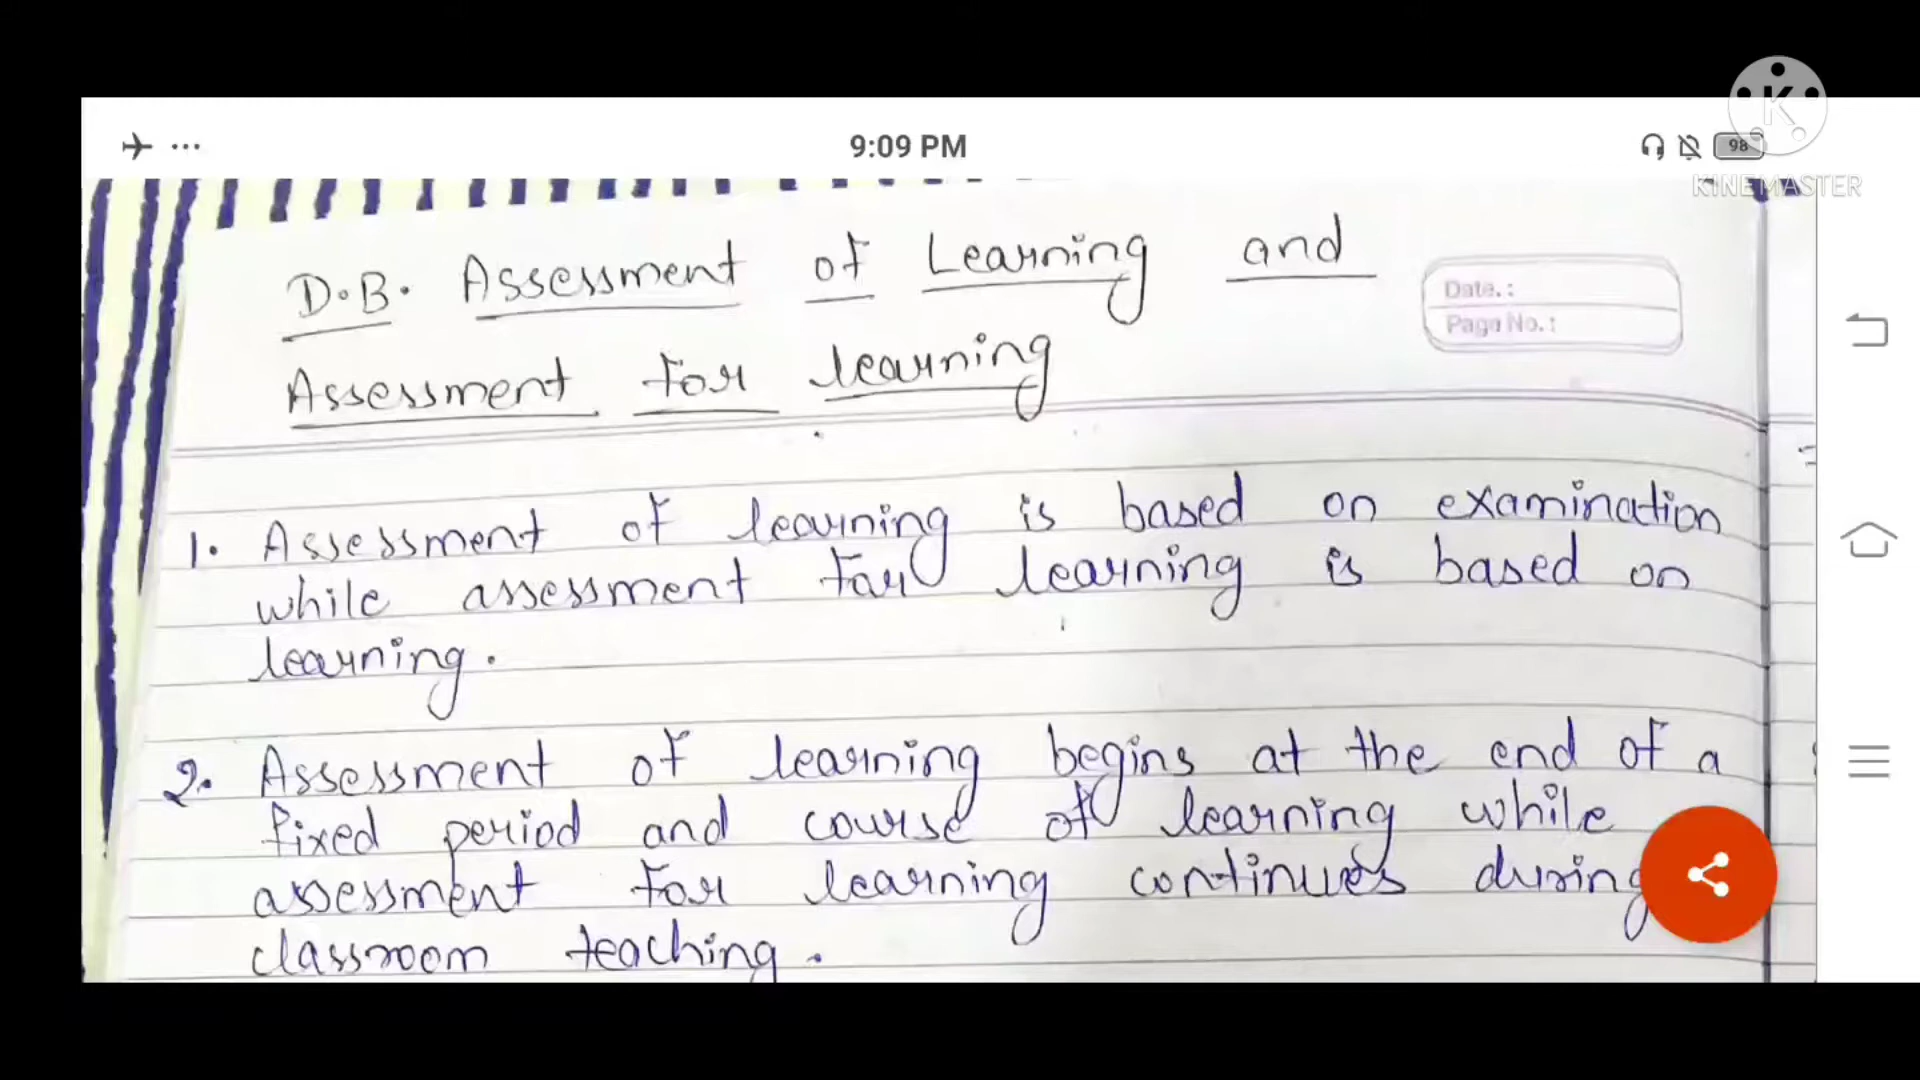 9:09 PM
98
KINEMASTER
D.B. Assessment of Learning and
Assessment for learning
Date.:
Page No.:
1. Assessment of learning is based on examination
while assessment for learning is based on
learning.
2. Assessment of learning begins at the end of a
fixed period and course of learning while
assessment for learning continues during
classroom teaching.